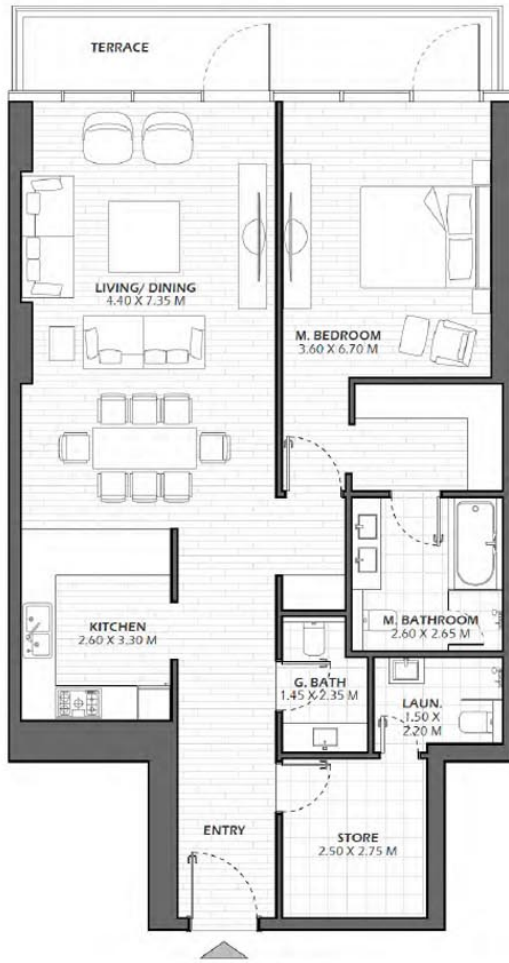 TERRACE
LIVING/ DINING
4.40 X 7.35 M
M. BEDROOM
3.60 X 6.70 M
KITCHEN
2.60 X 3.30 M
M. BATHROOM
2.60 X 2.65 M
G. BATH
1.45 X 2.35 M
LAUN.
1.50 X
2.20 M
ENTRY
STORE
2.50 X 2.75 M